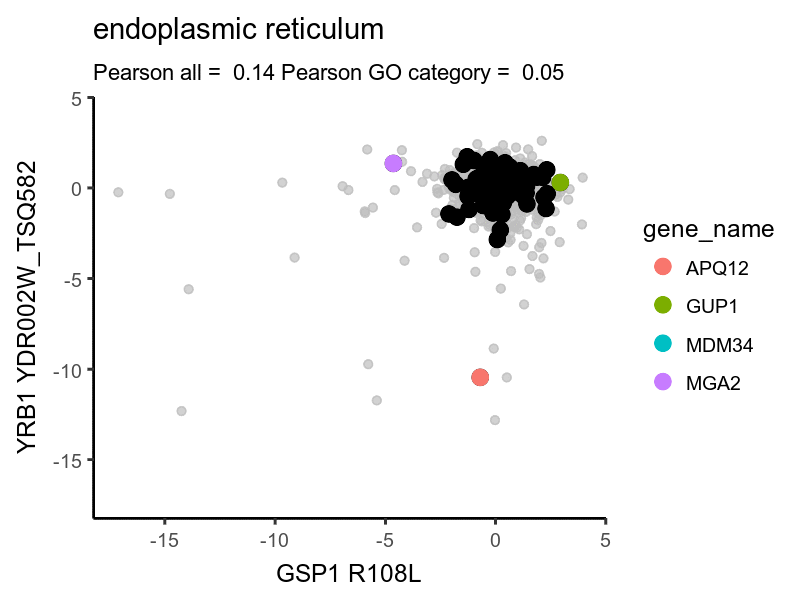 endoplasmic reticulum
Pearson all =  0.14 Pearson GO category =  0.05
5
0
-5
-10
-15
YRB1 YDR002W_TSQ582
-15
-10
-5
0
5
GSP1 R108L
gene_name
APQ12
GUP1
MDM34
MGA2